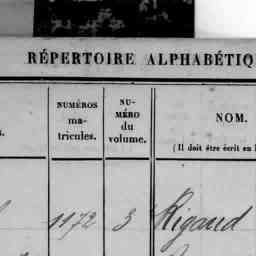 RÉPERTOIRE ALPHABÉTIQ
NUMÉROS
ma-
tricules.
NU-
MÉRO
du
volume.
NOM.
(Il doit être écrit en
1172 3 Rigaud